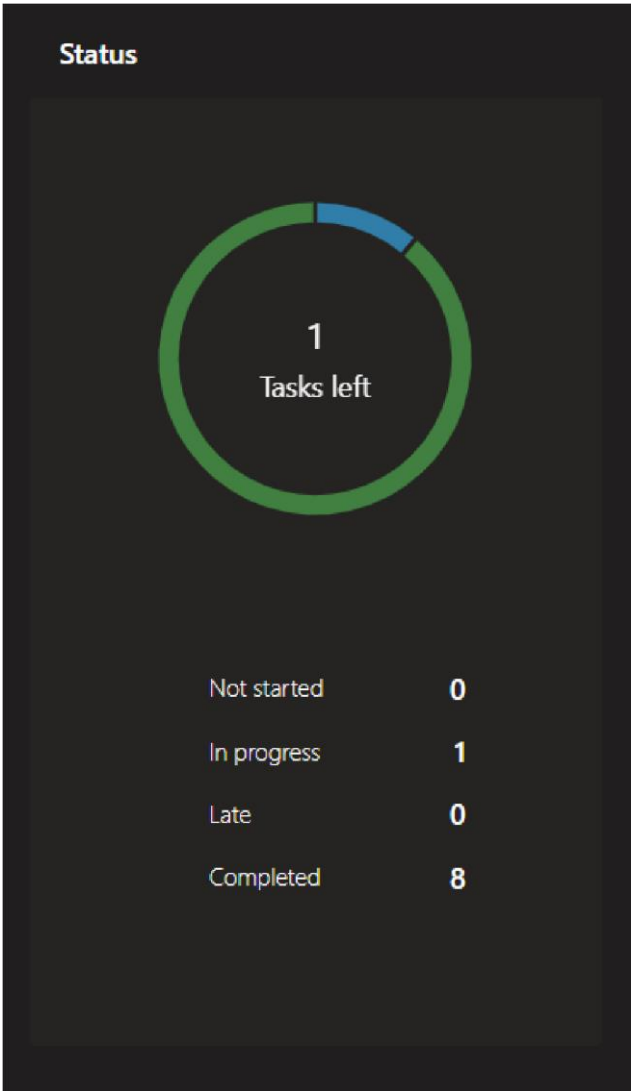 Status
1
Tasks left
Not started 0
In progress 1
Late 0
Completed 8